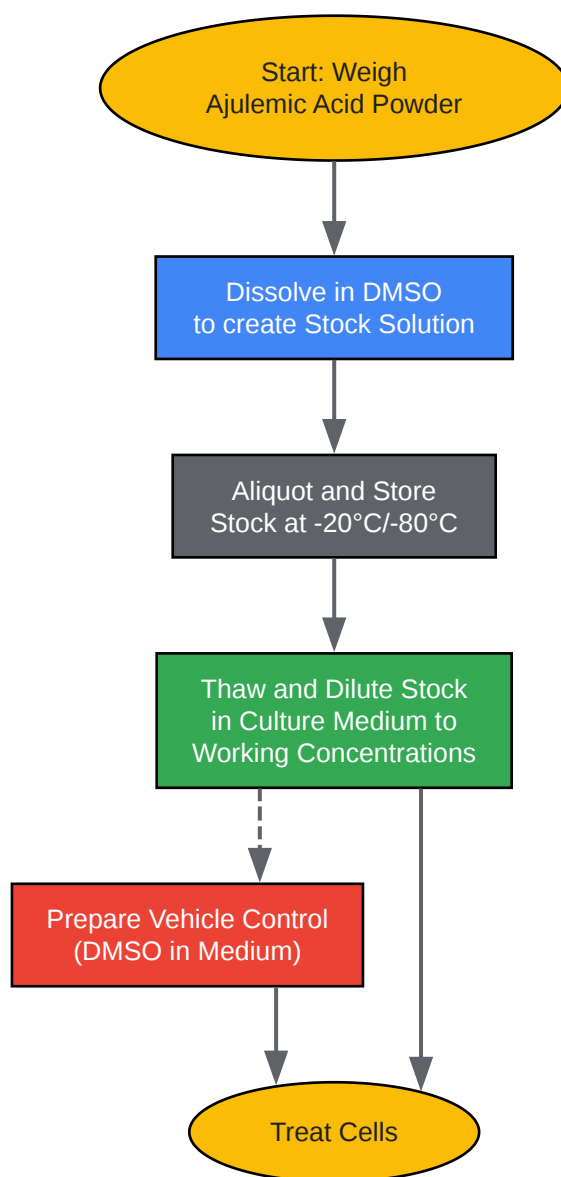 Start: Weigh
Ajulemic Acid Powder
Dissolve in DMSO
to create Stock Solution
Aliquot and Store
Stock at -20°C/-80°C
Thaw and Dilute Stock
in Culture Medium to
Working Concentrations
Prepare Vehicle Control
(DMSO in Medium)
Treat Cells